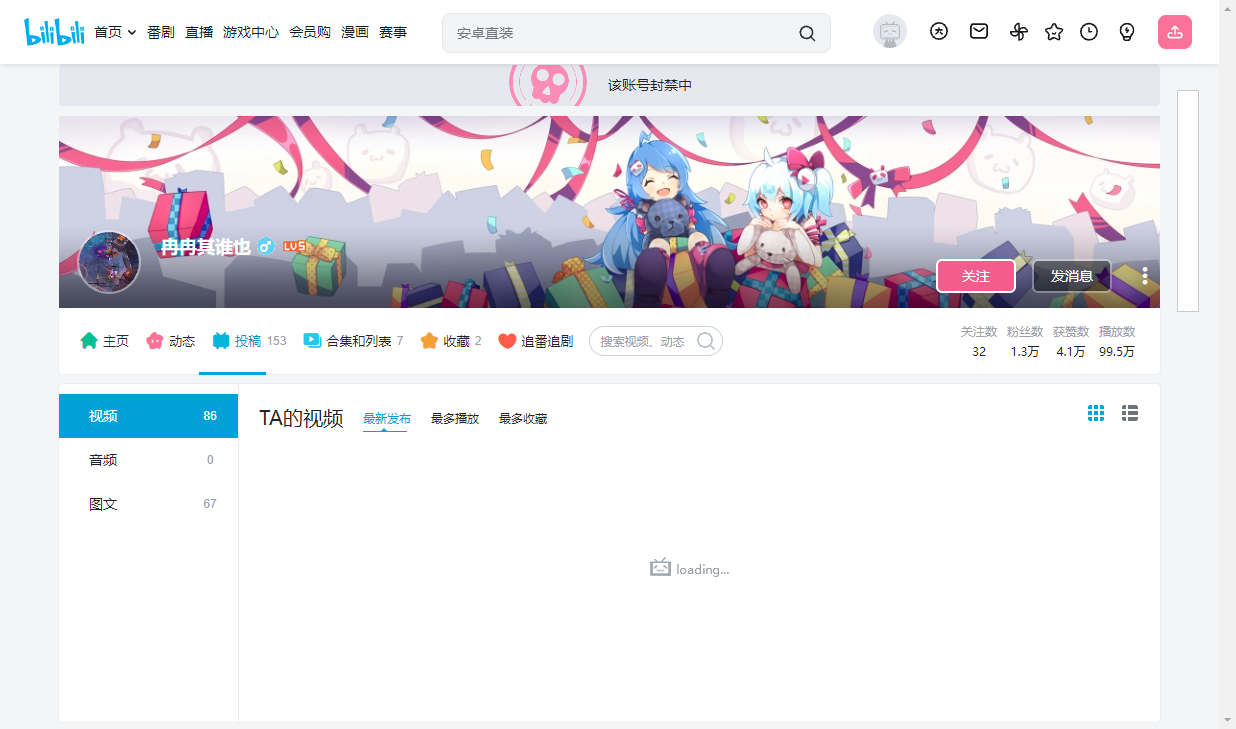 bilibili 首页 番剧 直播 游戏中心 会员购 漫画 赛事 安卓直装
该账号封禁中
冉冉其谁也 LV5
关注 发消息
主页 动态 投稿 153 合集和列表 7 收藏 2 追番追剧 搜索视频、动态
关注数 粉丝数 获赞数 播放数
32 1.3万 4.1万 99.5万
视频 86
音频 0
图文 67
TA的视频 最新发布 最多播放 最多收藏
loading...